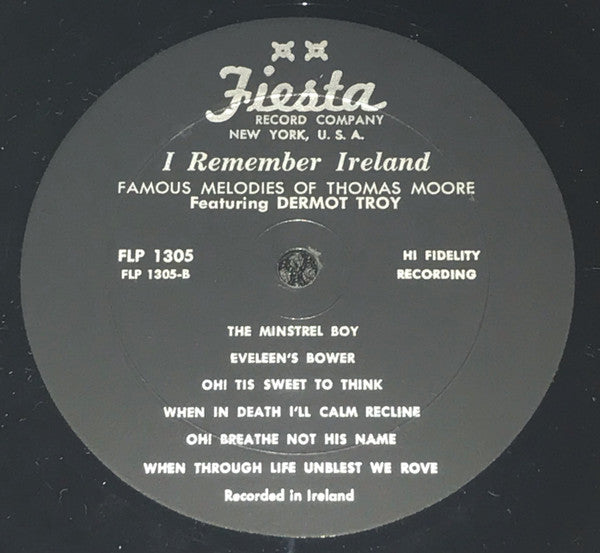 Fiesta
RECORD COMPANY
NEW YORK, U. S. A.
I Remember Ireland
FAMOUS MELODIES OF THOMAS MOORE
Featuring DERMOT TROY
FLP 1305
FLP 1305-B
HI FIDELITY
RECORDING
THE MINSTREL BOY
EVELEEN'S BOWER
OH! TIS SWEET TO THINK
WHEN IN DEATH I'LL CALM RECLINE
OH! BREATHE NOT HIS NAME
WHEN THROUGH LIFE UNBLEST WE ROVE
Recorded in Ireland